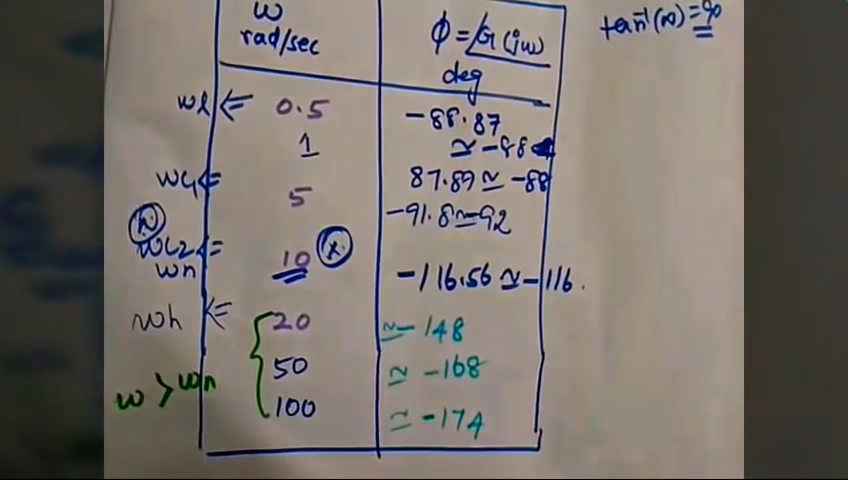 ω
rad/sec
ϕ = ∠G(jω)
deg
tan⁻¹(∞) = 90
ωl ⇐ 0.5 -88.87
≃ -88
1 87.89 ≃ -88
ωc1 ⇐ 5 -91.8 ≃ -92
ωc2 ⇐ 10 -116.56 ≃ -116.
ωn
ωh ⇐ 20 ≃ -148
50 ≃ -168
ω > ωn
100 ≃ -174